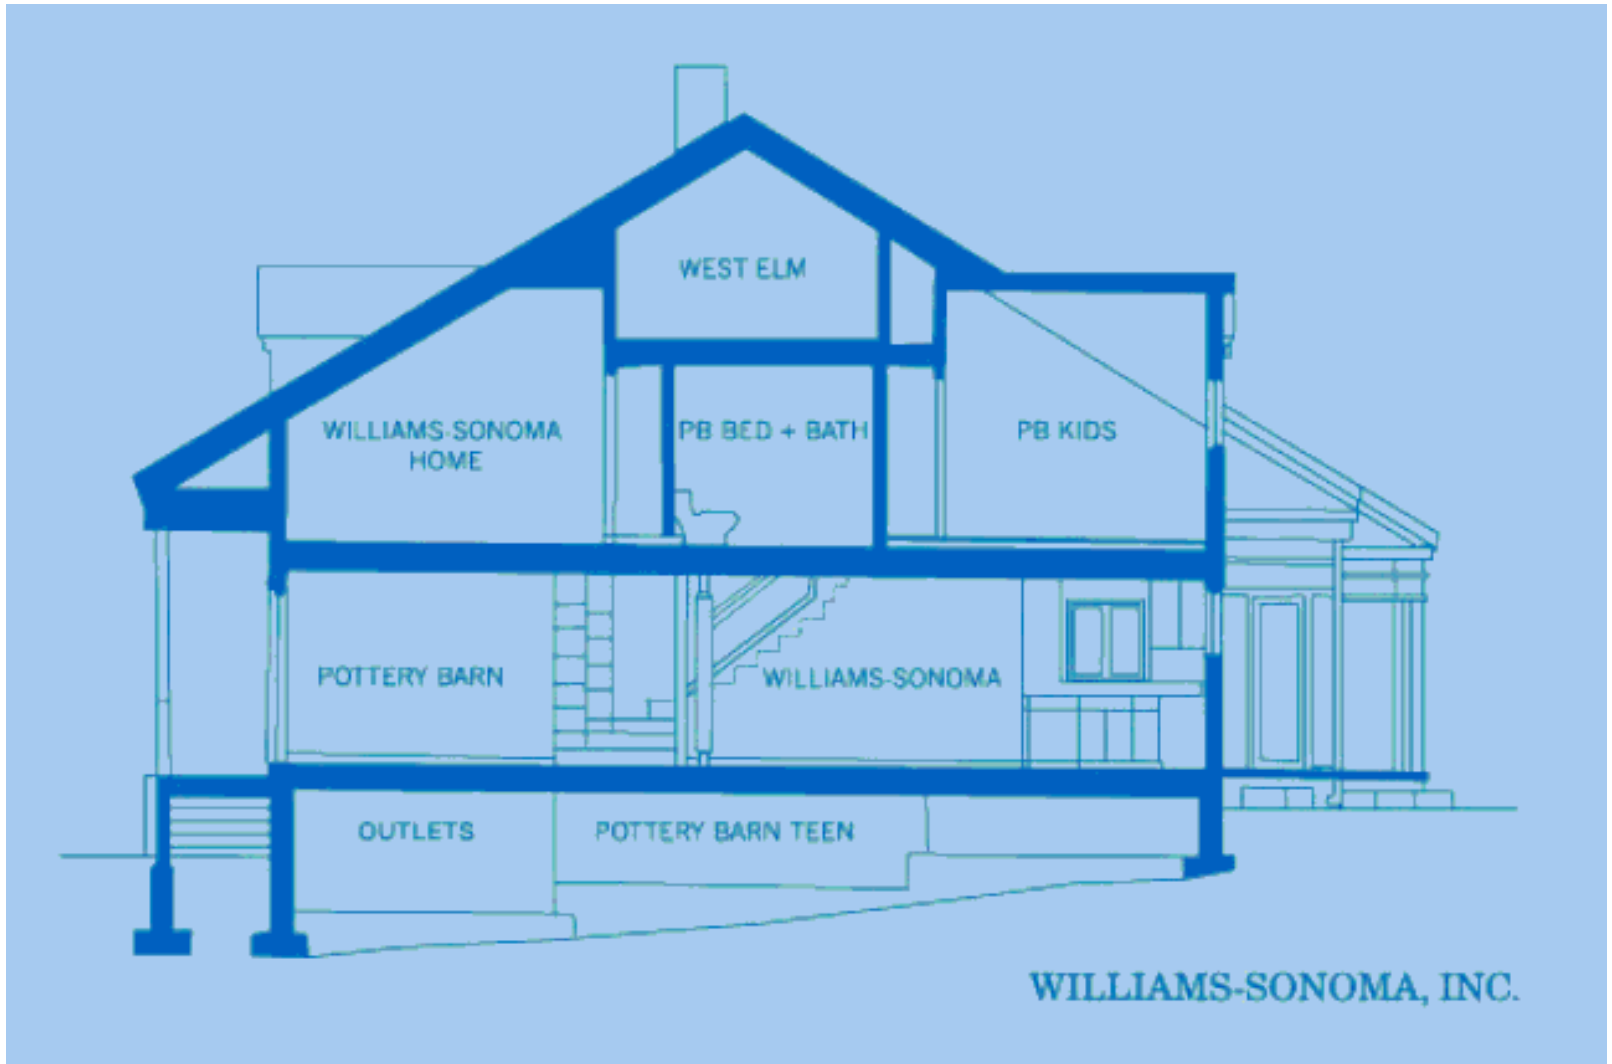 WEST ELM
WILLIAMS-SONOMA
HOME
PB BED + BATH
PB KIDS
POTTERY BARN
WILLIAMS-SONOMA
OUTLETS
POTTERY BARN TEEN
WILLIAMS-SONOMA, INC.